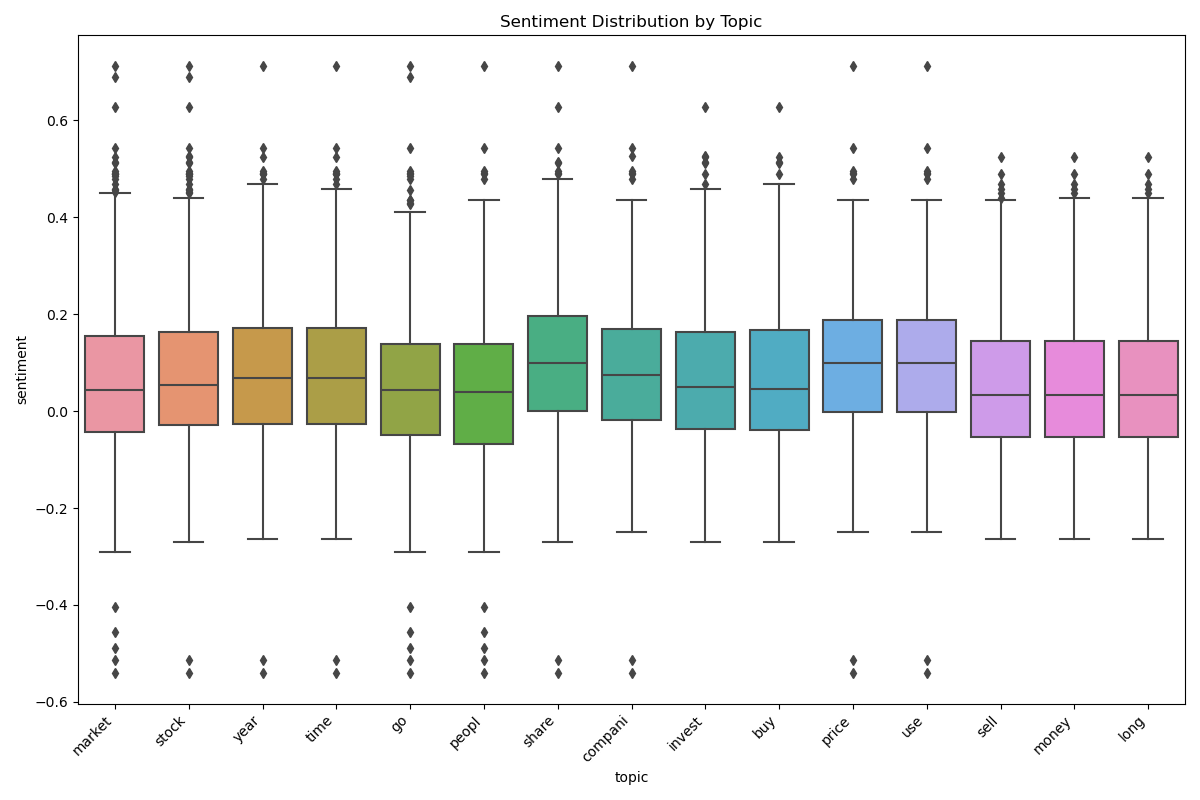 Sentiment Distribution by Topic
sentiment
0.6
0.4
0.2
0.0
−0.2
−0.4
−0.6
market
stock
year
time
go
peopl
share
compani
invest
buy
price
use
sell
money
long
topic